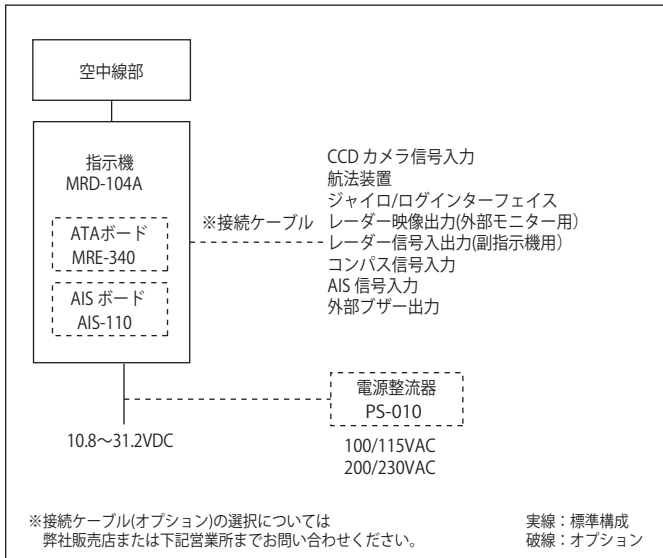 空中線部
指示機
MRD-104A
ATAボード
MRE-340
AIS ボード
AIS-110
※接続ケーブル
CCD カメラ信号入力
航法装置
ジャイロ/ログインターフェイス
レーダー映像出力(外部モニター用)
レーダー信号入出力(副指示機用)
コンパス信号入力
AIS 信号入力
外部ブザー出力
10.8～31.2VDC
電源整流器
PS-010
100/115VAC
200/230VAC
※接続ケーブル(オプション)の選択については
弊社販売店または下記営業所までお問い合わせください。
実線：標準構成
破線：オプション